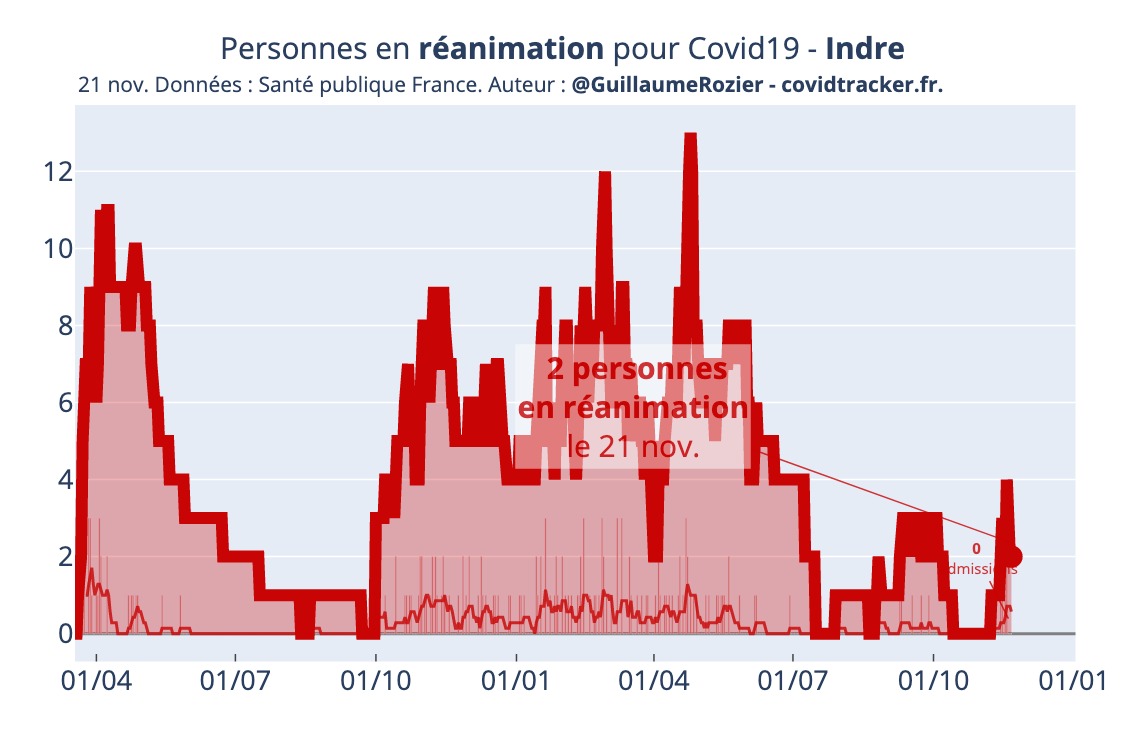 Personnes en réanimation pour Covid19 - Indre
21 nov. Données : Santé publique France. Auteur : @GuillaumeRozier - covidtracker.fr.
12
10
8
6
4
2
0
2 personnes
en réanimation
le 21 nov.
0
admissions
01/04
01/07
01/10
01/01
01/04
01/07
01/10
01/01